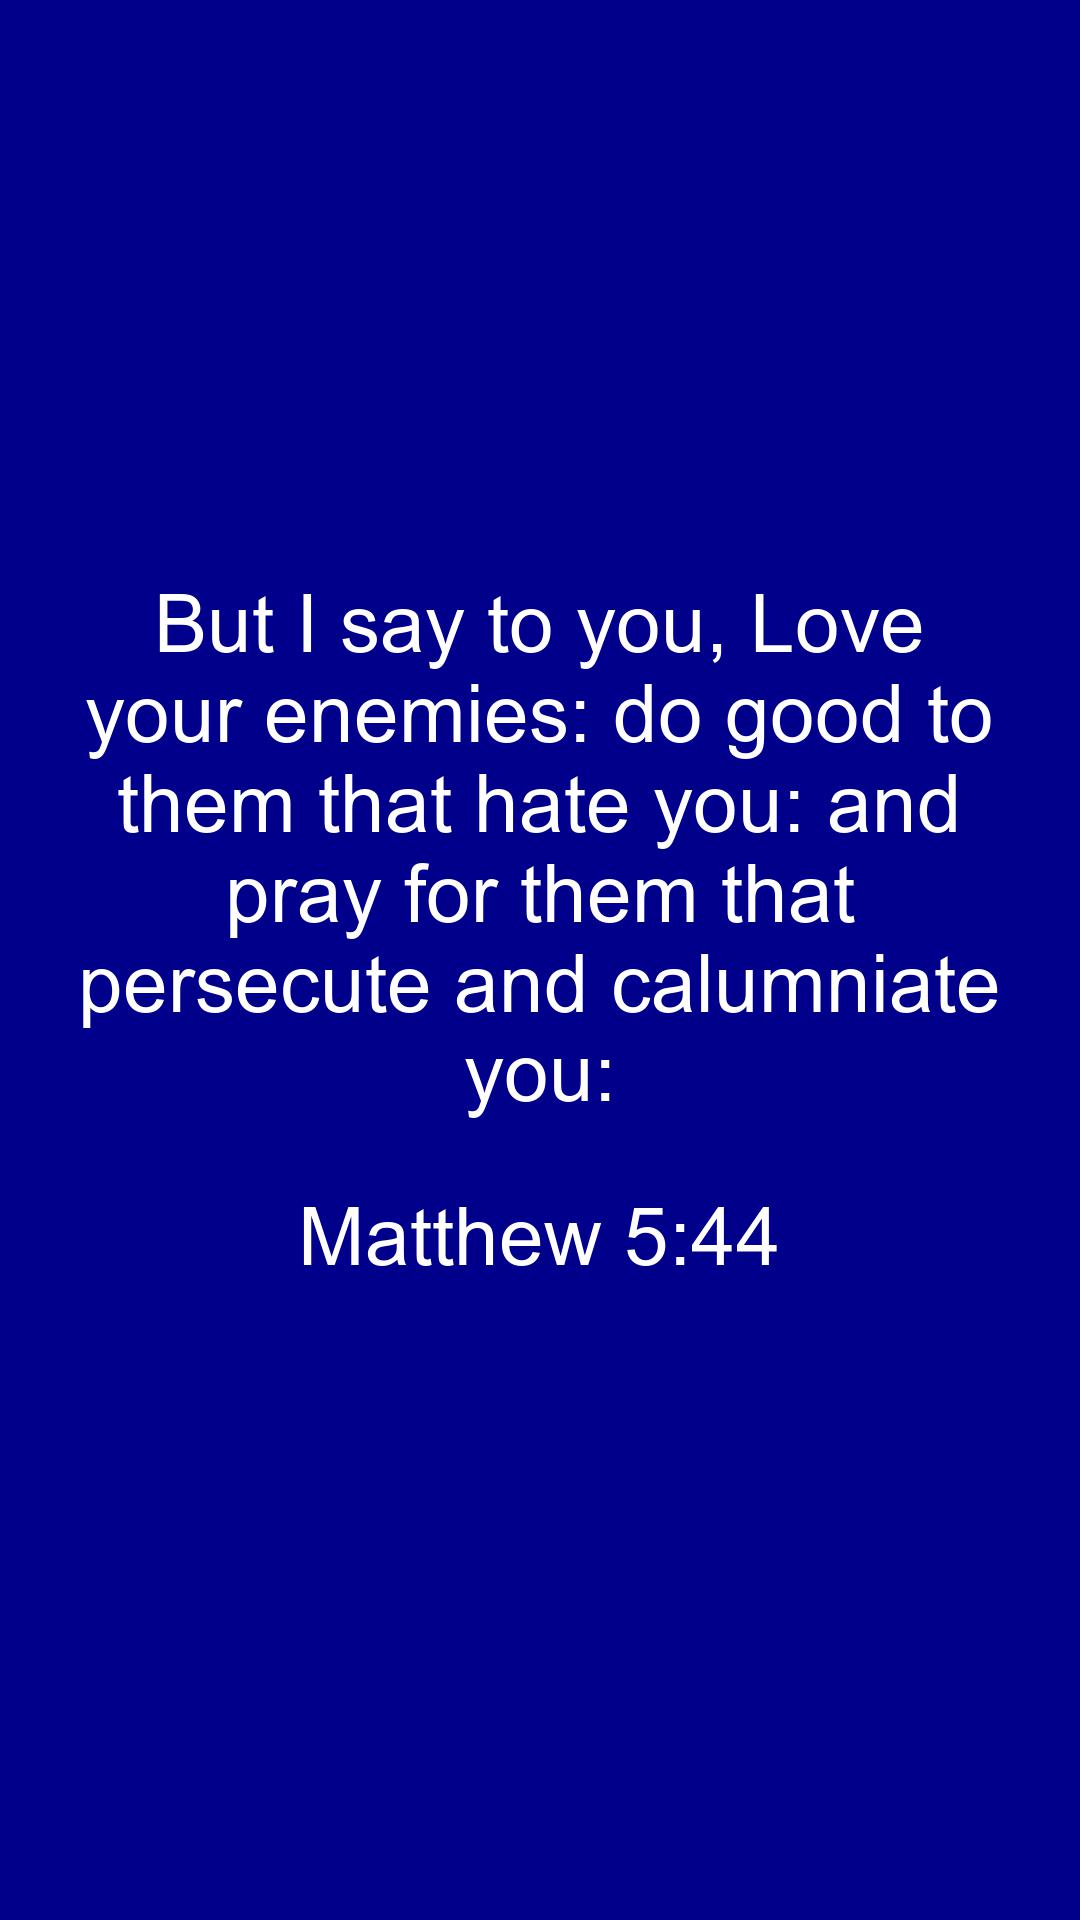 But I say to you, Love
your enemies: do good to
them that hate you: and
pray for them that
persecute and calumniate
you:
Matthew 5:44